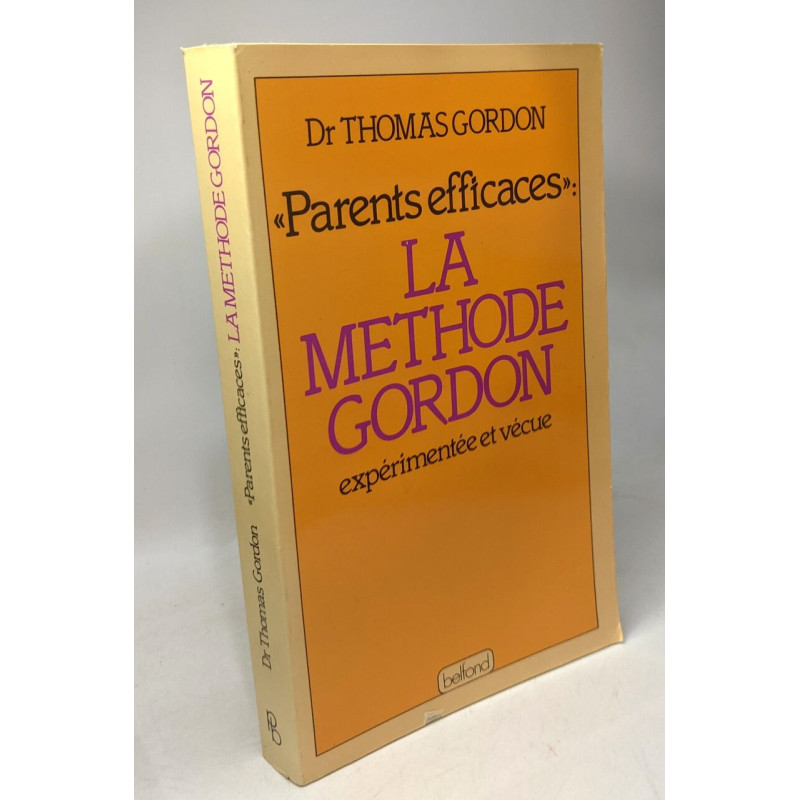 Dr THOMAS GORDON
«Parents efficaces»:
LA
METHODE
GORDON
expérimentée et vécue
belfond
Dr Thomas Gordon «Parents efficaces»: LA METHODE GORDON